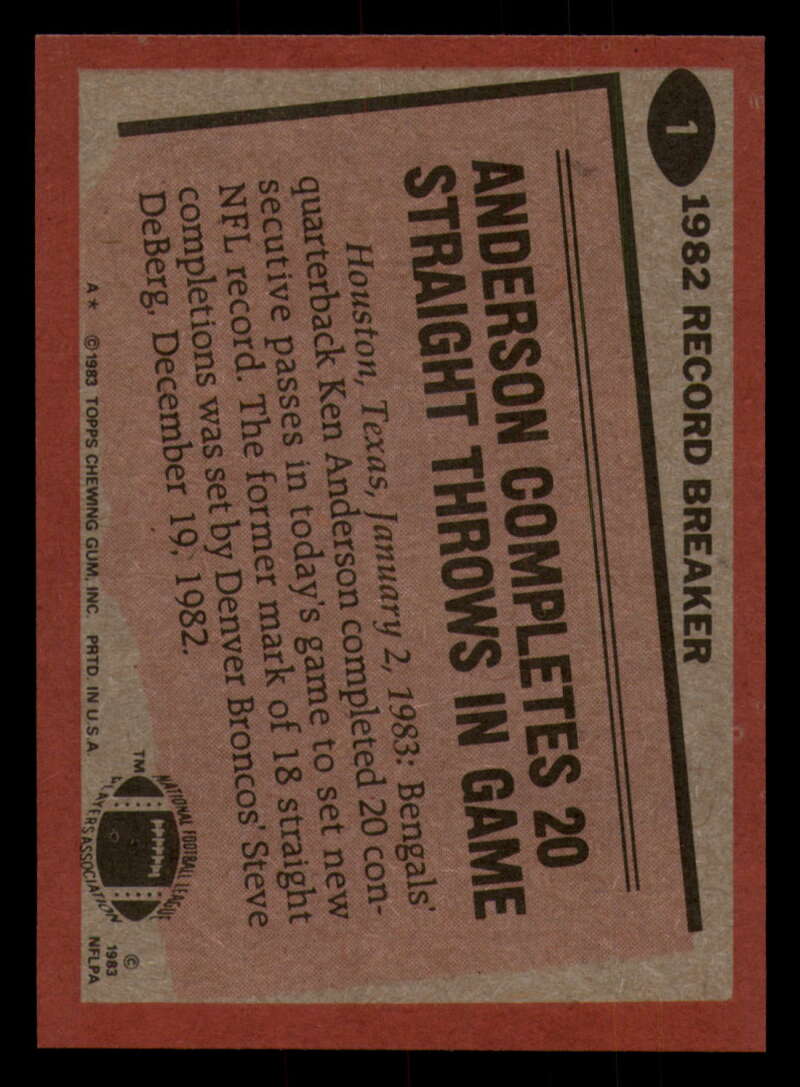 1
1982 RECORD BREAKER
ANDERSON COMPLETES 20
STRAIGHT THROWS IN GAME
Houston, Texas, January 2, 1983: Bengals'
quarterback Ken Anderson completed 20 con-
secutive passes in today's game to set new
NFL record. The former mark of 18 straight
completions was set by Denver Broncos' Steve
DeBerg, December 19, 1982.
A* ©1983 TOPPS CHEWING GUM, INC. PRTD. IN U.S.A.
TM
NATIONAL FOOTBALL LEAGUE
PLAYERS ASSOCIATION
©
1983
NFLPA